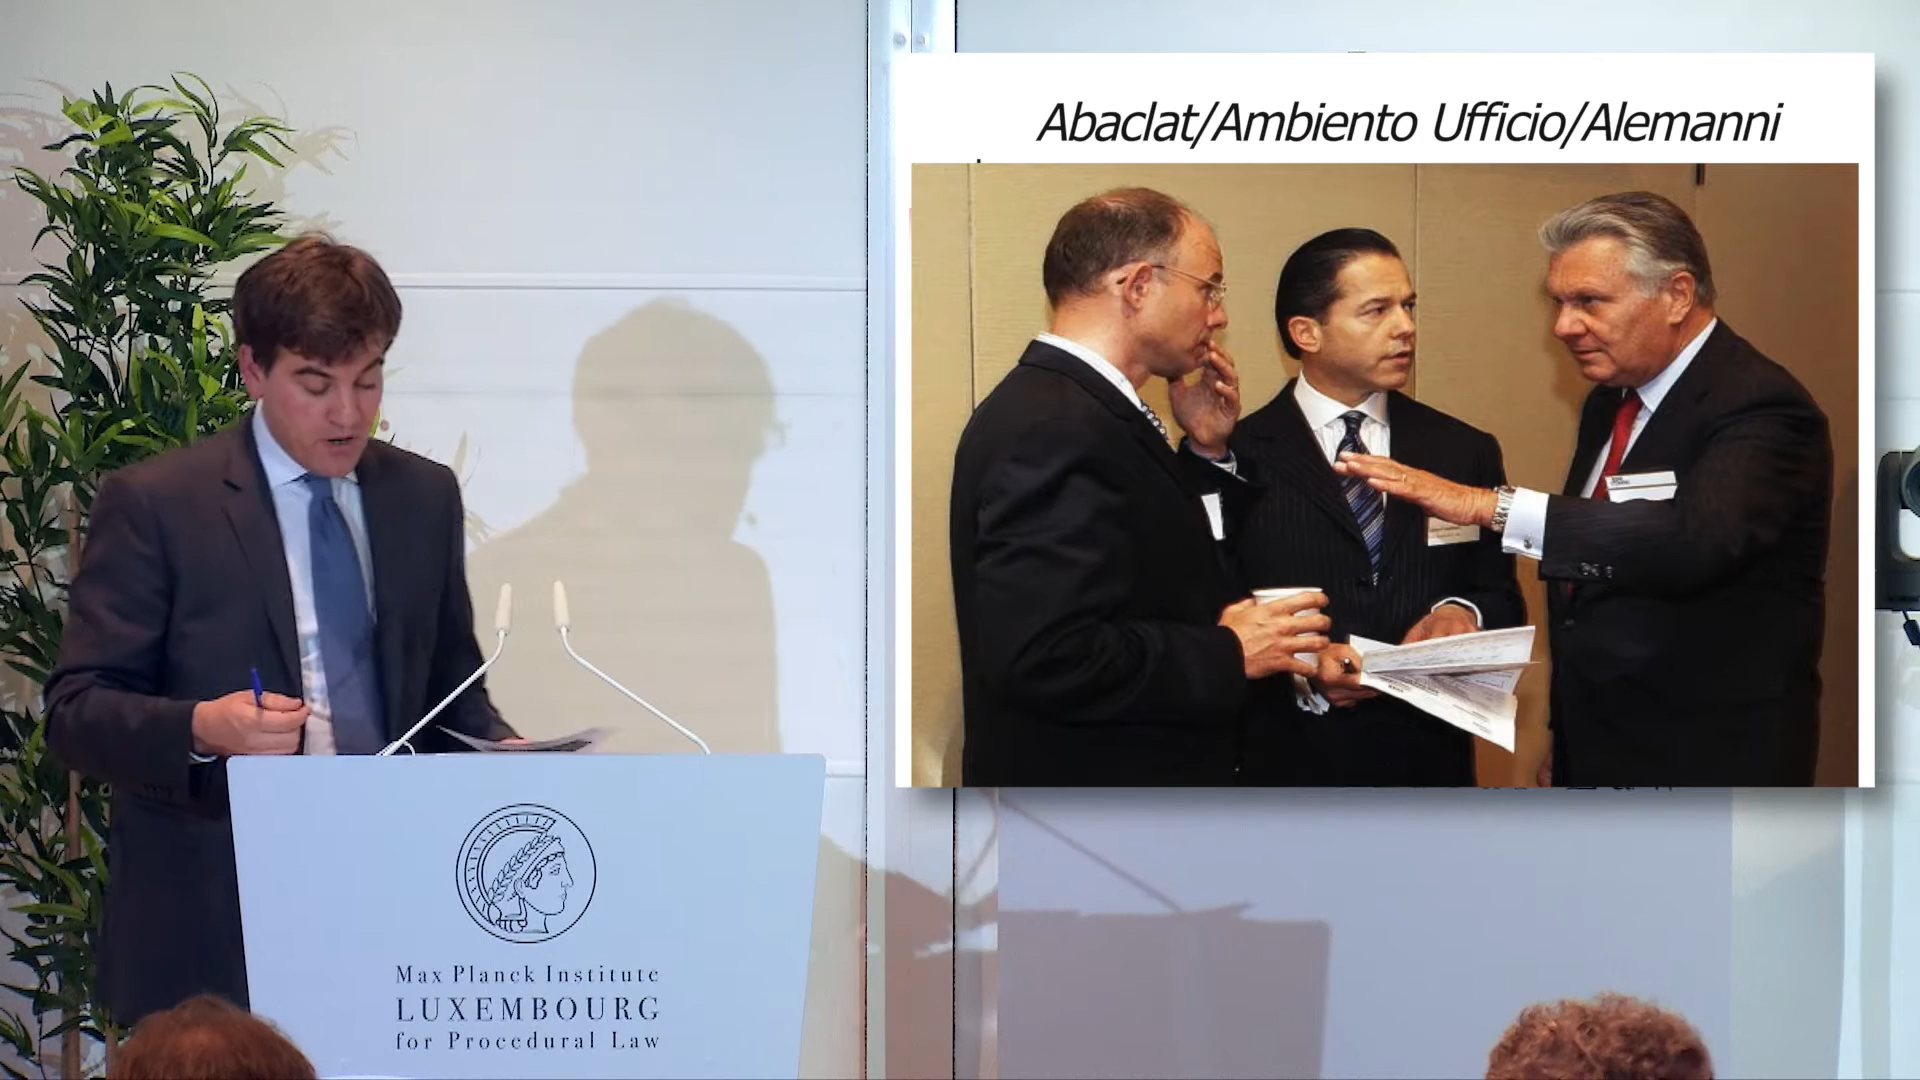 Abaclat/Ambiento Ufficio/Alemanni
Max Planck Institute
LUXEMBOURG
for Procedural Law